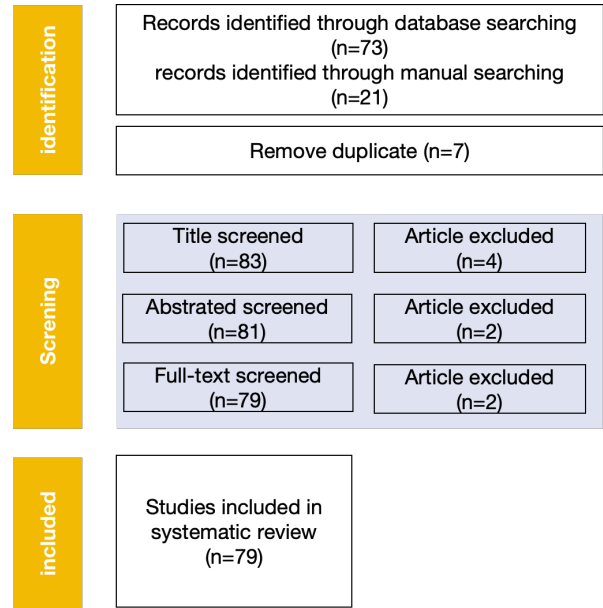 identification
Records identified through database searching
(n=73)
records identified through manual searching
(n=21)
Remove duplicate (n=7)
Screning
Title screened
(n=83)
Article excluded
(n=4)
Abstrated screened
(n=81)
Article excluded
(n=2)
Full-text screened
(n=79)
Article excluded
(n=2)
included
Studies included in
systematic review
(n=79)